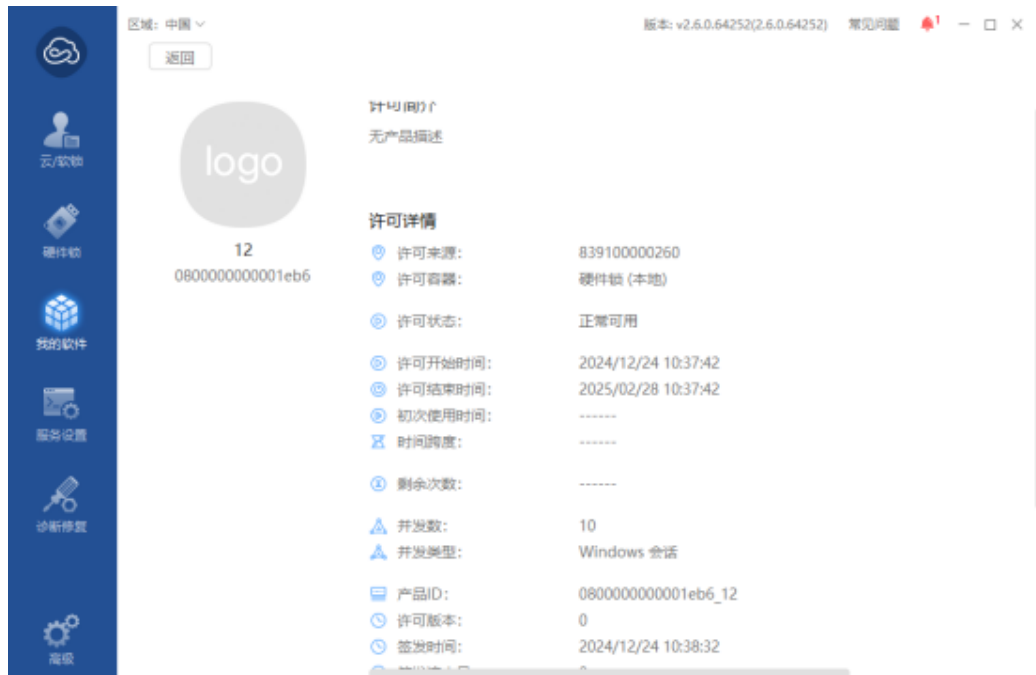 区域: 中国
版本: v2.6.0.64252(2.6.0.64252)
常见问题
1
返回
云/软锁
硬件锁
我的软件
服务设置
诊断修复
高级
logo
12
0800000000001eb6
许可简介
无产品描述
许可详情
许可来源: 839100000260
许可容器: 硬件锁 (本地)
许可状态: 正常可用
许可开始时间: 2024/12/24 10:37:42
许可结束时间: 2025/02/28 10:37:42
初次使用时间: ------
时间跨度: ------
剩余次数: ------
并发数: 10
并发类型: Windows 会话
产品ID: 0800000000001eb6_12
许可版本: 0
签发时间: 2024/12/24 10:38:32